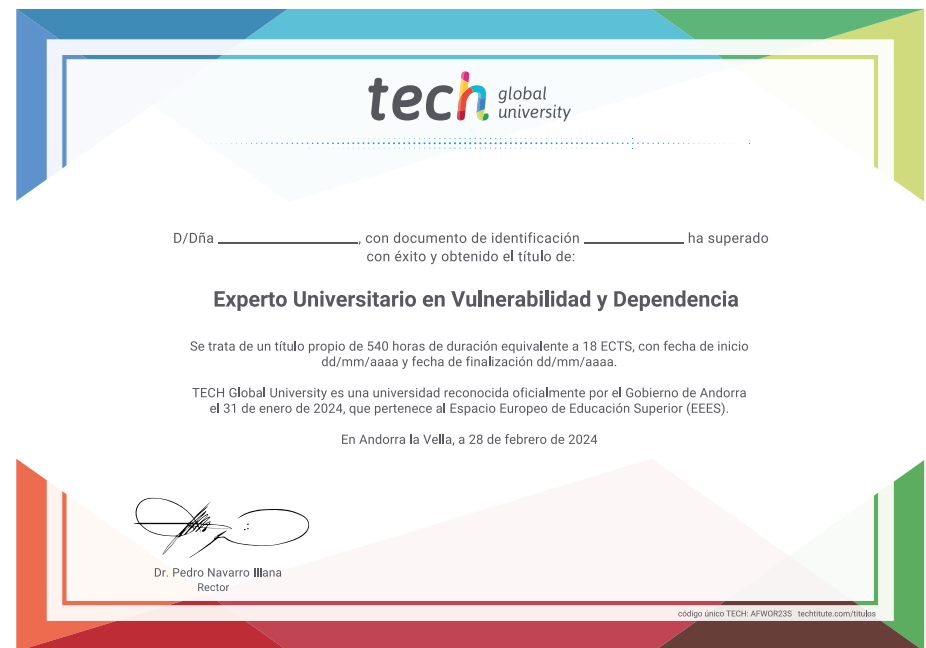 tech global
university
D/Dña ____________, con documento de identificación ____________ ha superado
con éxito y obtenido el título de:
Experto Universitario en Vulnerabilidad y Dependencia
Se trata de un título propio de 540 horas de duración equivalente a 18 ECTS, con fecha de inicio
dd/mm/aaaa y fecha de finalización dd/mm/aaaa.
TECH Global University es una universidad reconocida oficialmente por el Gobierno de Andorra
el 31 de enero de 2024, que pertenece al Espacio Europeo de Educación Superior (EEES).
En Andorra la Vella, a 28 de febrero de 2024
Dr. Pedro Navarro Illana
Rector
código único TECH: AFWOR23S techtitute.com/titulos